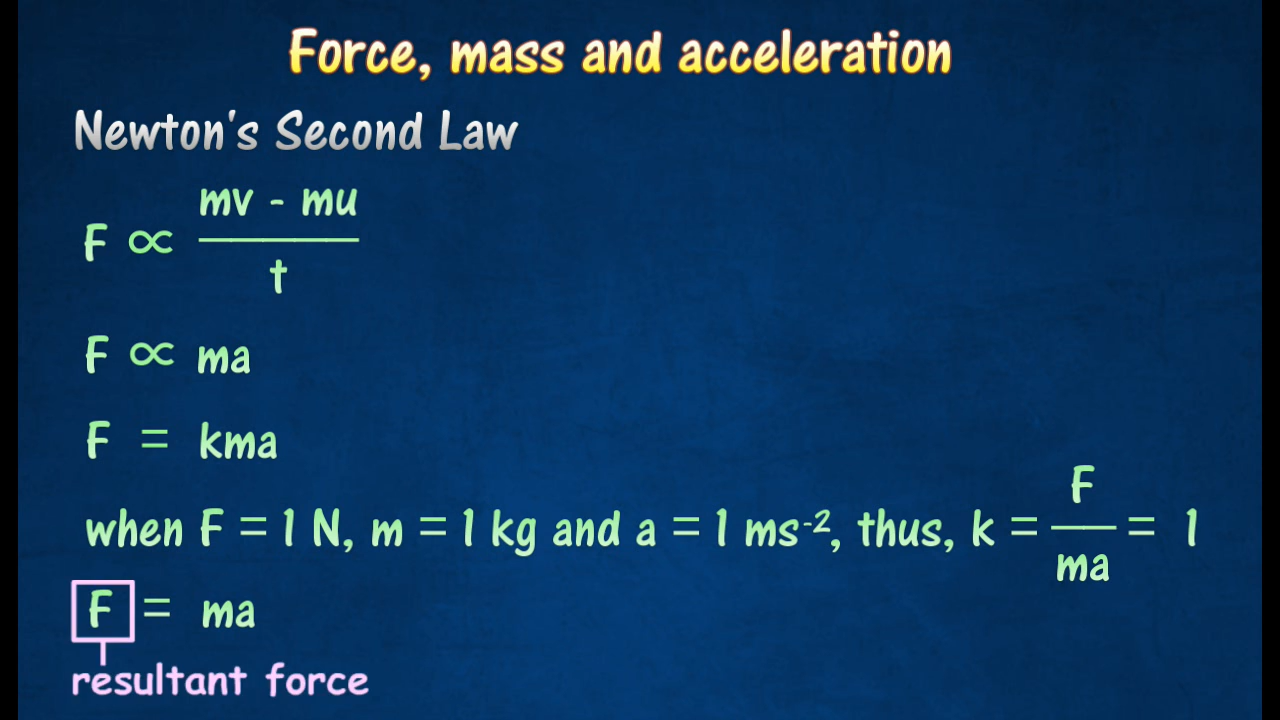 Force, mass and acceleration
Newton's Second Law
F ∝ mv - mu / t
F ∝ ma
F = kma
when F = 1 N, m = 1 kg and a = 1 ms⁻², thus, k = F / ma = 1
F = ma
resultant force